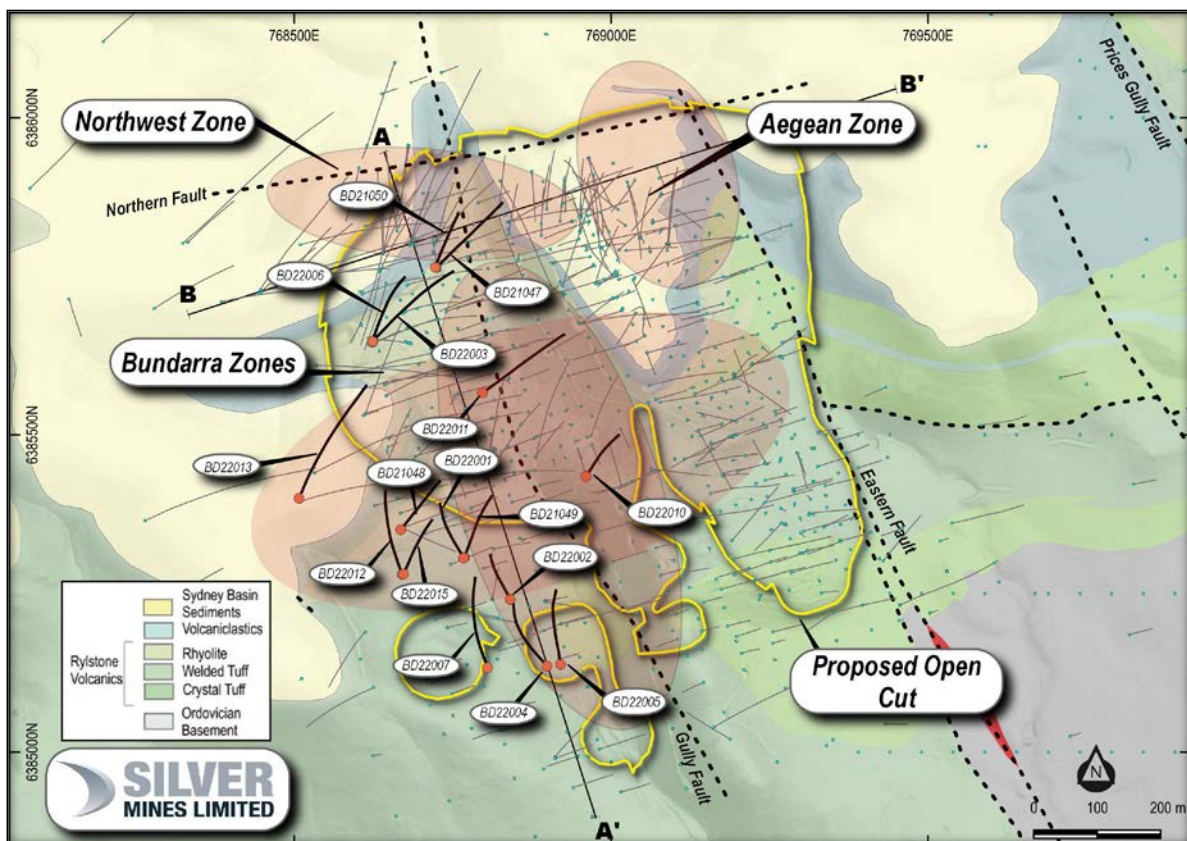 768500E
769000E
769500E
6386000N
6385500N
6385000N
Prices Gully Fault
B'
Northwest Zone
A
Aegean Zone
Northern Fault
BD21050
BD22006
BD21047
B
BD22003
Bundarra Zones
BD22011
BD22013
BD21048
BD22001
BD21049
BD22010
BD22002
Eastern Fault
BD22012
BD22015
Sydney Basin
Sediments
Volcaniclastics
Rylstone
Volcanics
Rhyolite
Welded Tuff
Crystal Tuff
Ordovician
Basement
BD22007
BD22004
BD22005
Proposed Open
Cut
Gully Fault
SILVER
MINES LIMITED
A'
N
0 100 200 m